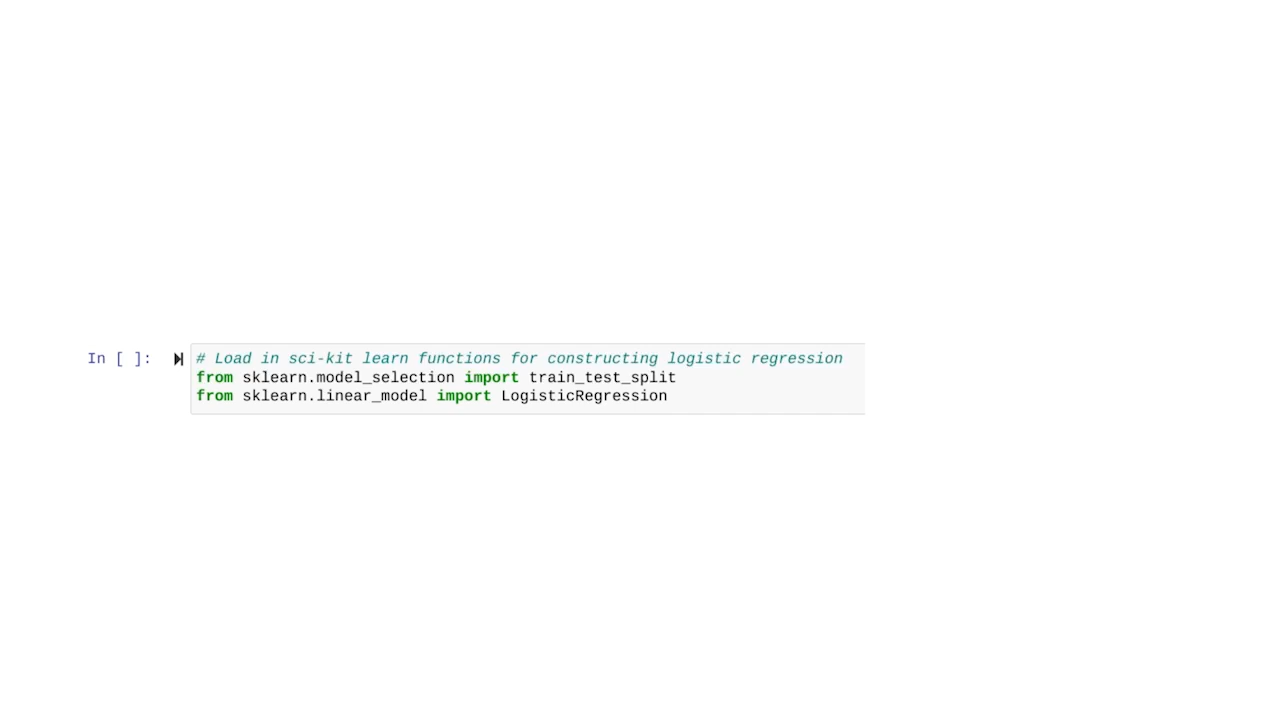 In [ ]:
# Load in sci-kit learn functions for constructing logistic regression
from sklearn.model_selection import train_test_split
from sklearn.linear_model import LogisticRegression